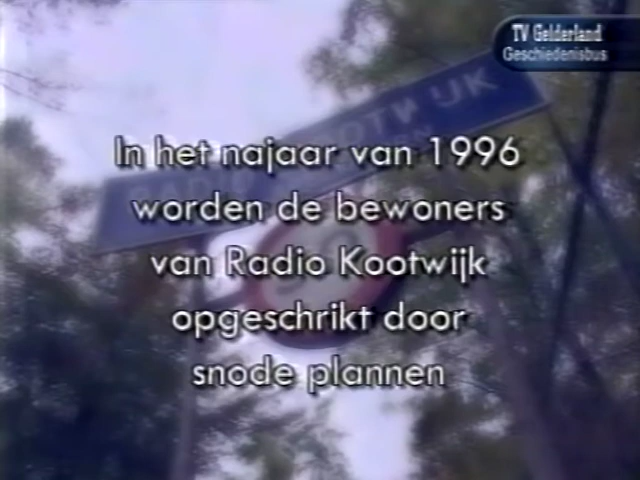 TV Gelderland
Geschiedenisbus
In het najaar van 1996
worden de bewoners
van Radio Kootwijk
opgeschrikt door
snode plannen